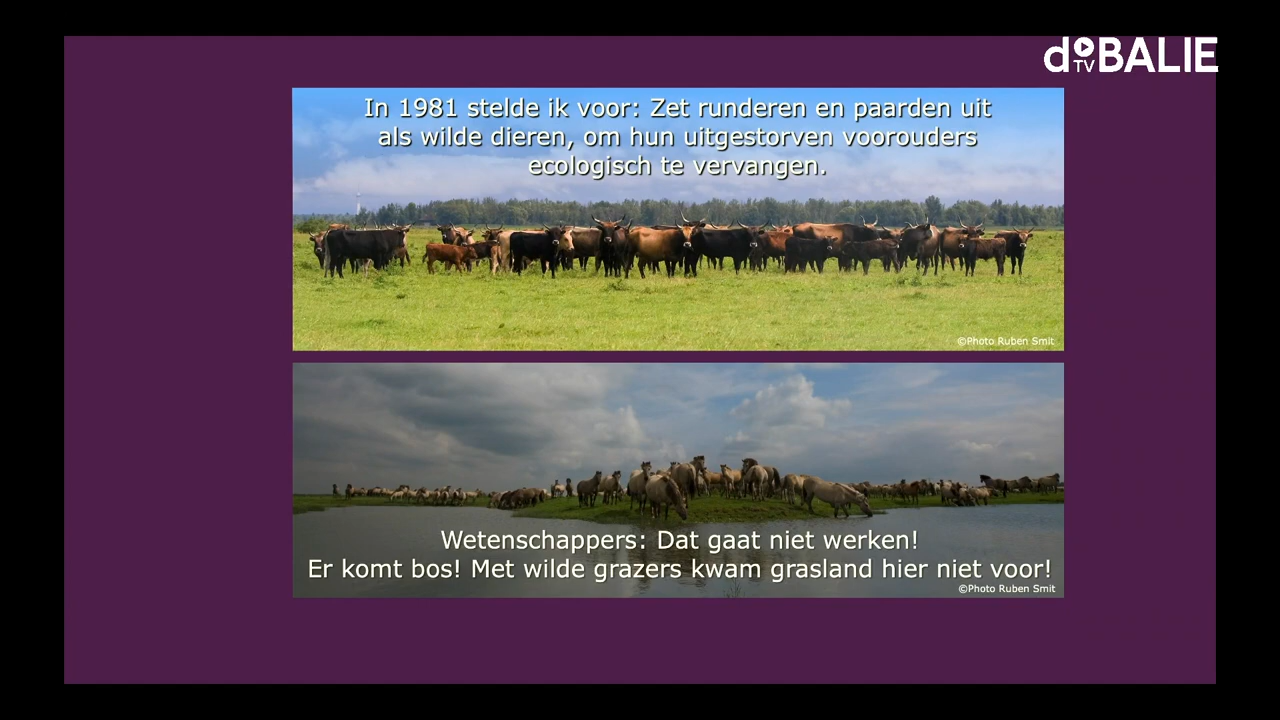 de BALIE
TV
In 1981 stelde ik voor: Zet runderen en paarden uit
als wilde dieren, om hun uitgestorven voorouders
ecologisch te vervangen.
©Photo Ruben Smit
Wetenschappers: Dat gaat niet werken!
Er komt bos! Met wilde grazers kwam grasland hier niet voor!
©Photo Ruben Smit